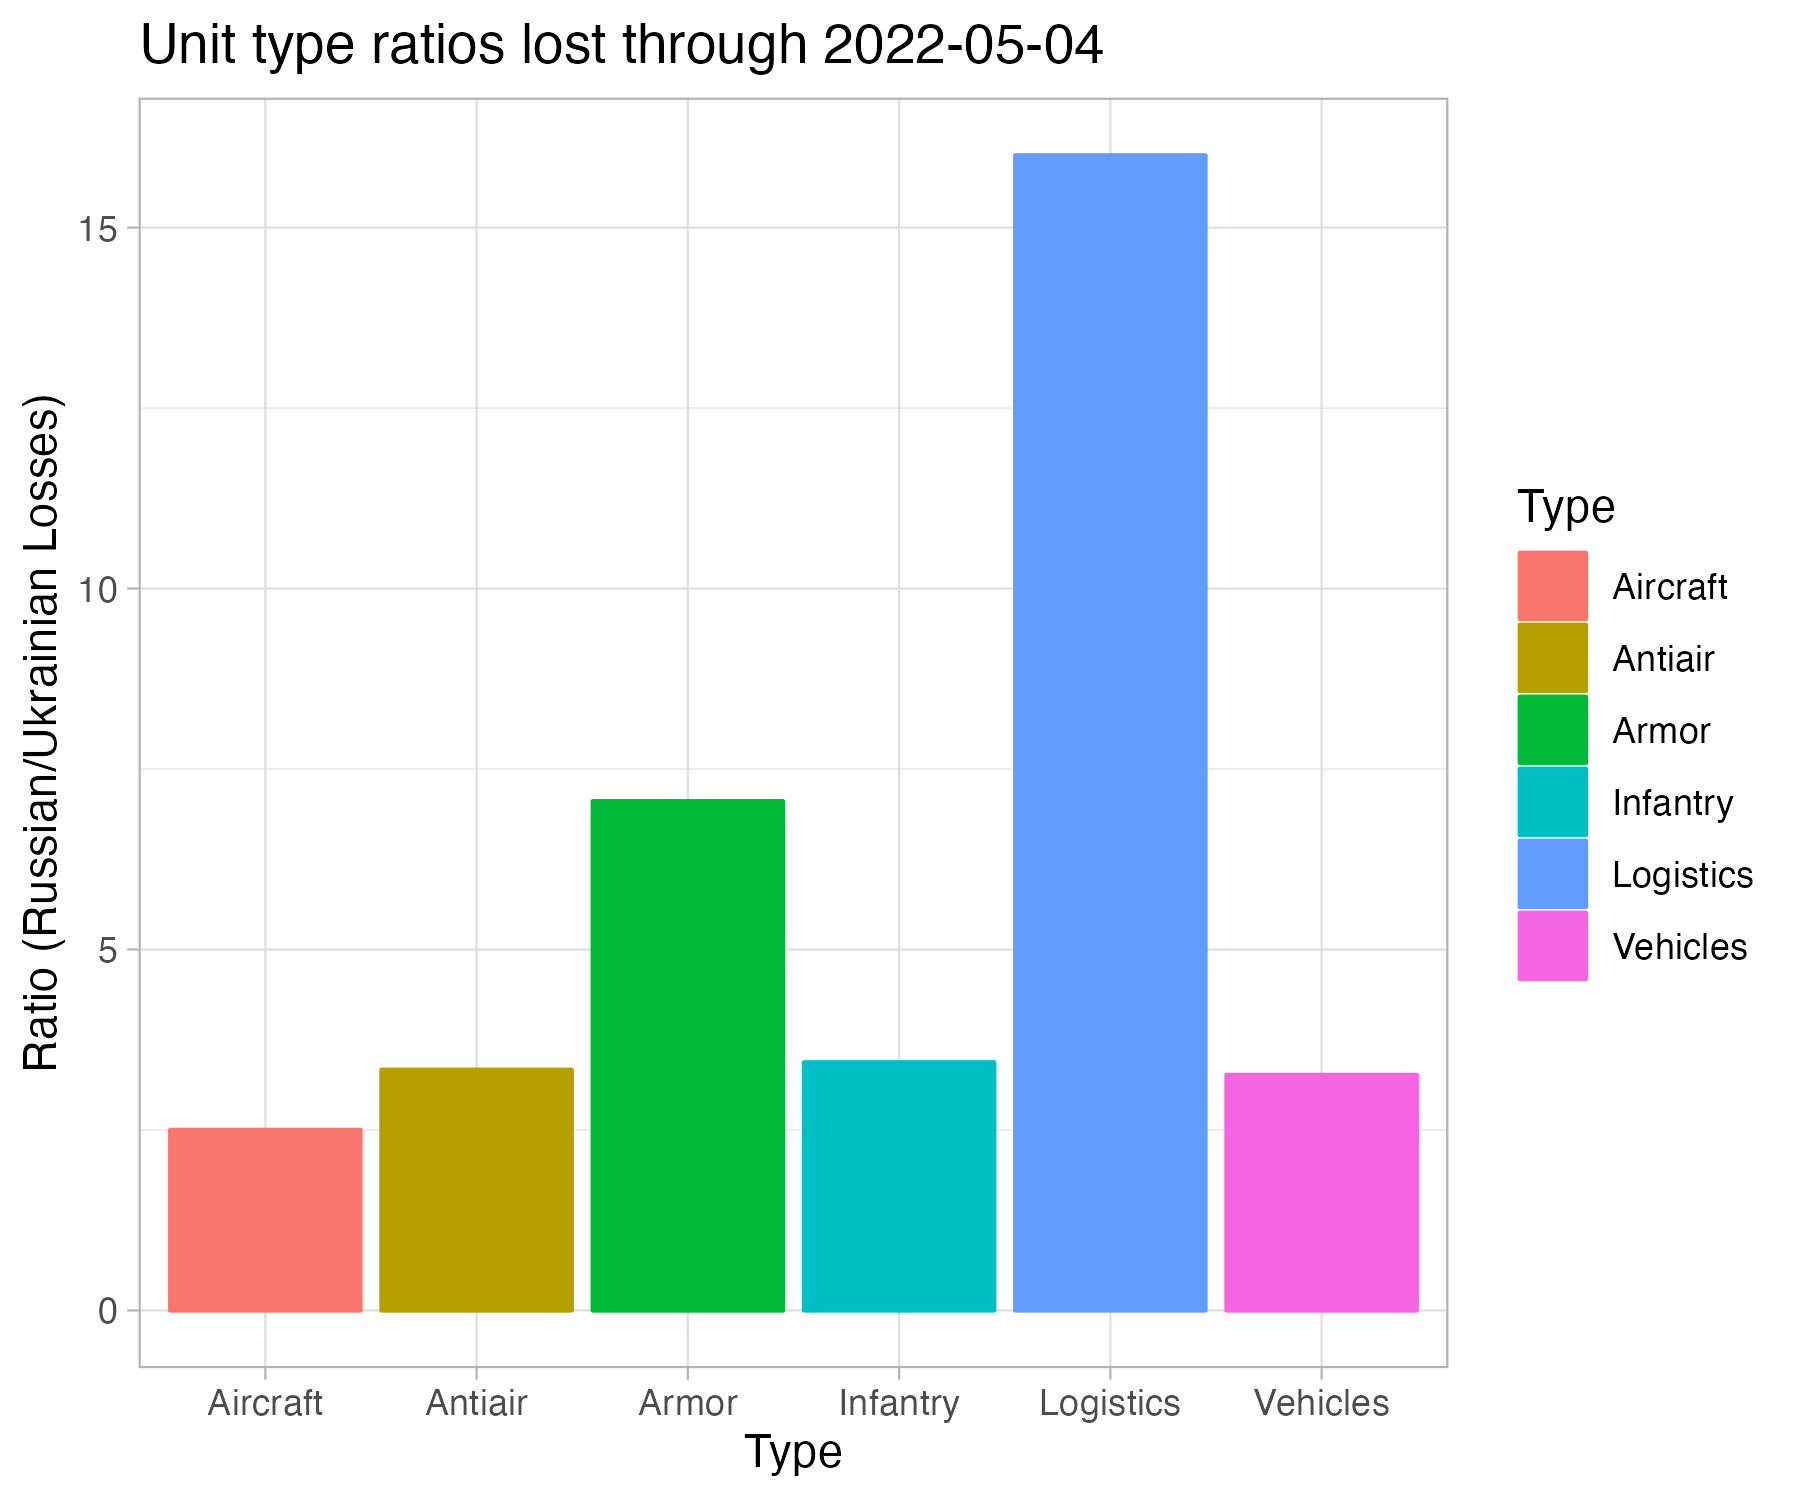 Unit type ratios lost through 2022-05-04
Ratio (Russian/Ukrainian Losses)
15
10
5
0
Aircraft
Antiair
Armor
Infantry
Logistics
Vehicles
Type
Type
Aircraft
Antiair
Armor
Infantry
Logistics
Vehicles